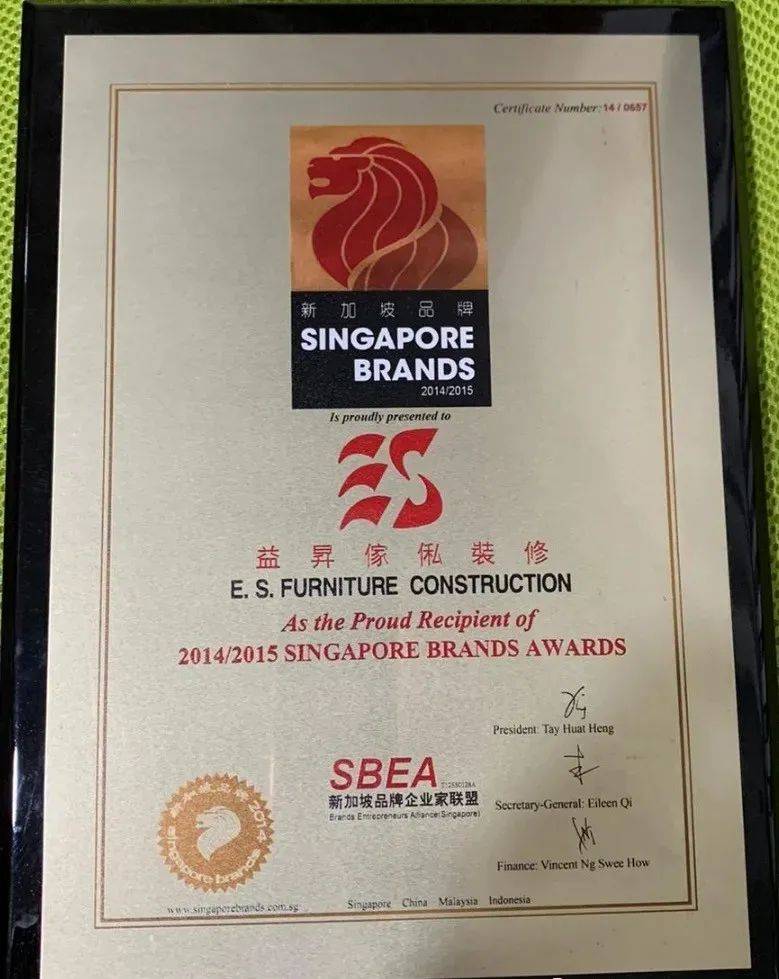 Certificate Number: 14 / 0657
新加坡品牌
SINGAPORE
BRANDS
2014/2015
Is proudly presented to
ES
益昇傢俬裝修
E. S. FURNITURE CONSTRUCTION
As the Proud Recipient of
2014/2015 SINGAPORE BRANDS AWARDS
President: Tay Huat Heng
SBEA
新加坡品牌企业家联盟
Brands Entrepreneurs Alliance(Singapore)
Secretary-General: Eileen Qi
Finance: Vincent Ng Swee How
singapore brands
www.singaporebrands.com.sg
Singapore China Malaysia Indonesia